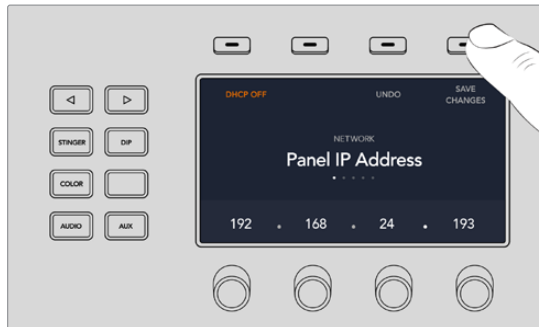 DHCP OFF
UNDO
SAVE
CHANGES
NETWORK
Panel IP Address
192 . 168 . 24 . 193
STINGER
DIP
COLOR
AUDIO
AUX